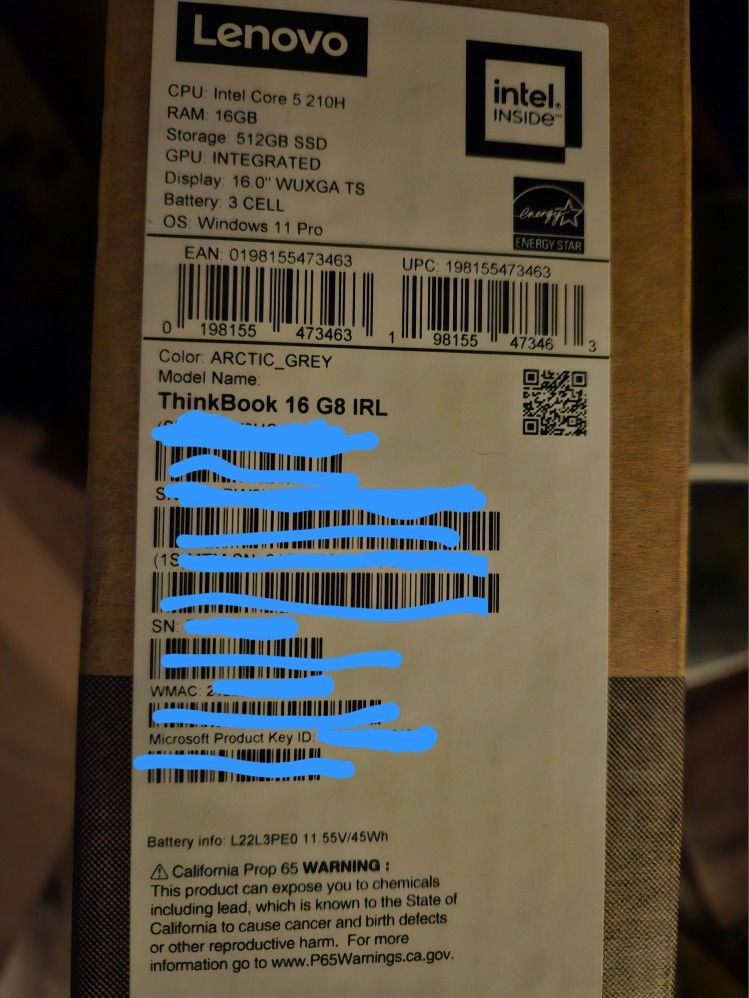 Lenovo
intel.
INSIDE™
CPU: Intel Core 5 210H
RAM: 16GB
Storage: 512GB SSD
GPU: INTEGRATED
Display: 16.0" WUXGA TS
Battery: 3 CELL
OS: Windows 11 Pro
energy
ENERGY STAR
EAN: 0198155473463
UPC: 198155473463
0 198155 473463
1 98155 47346 3
Color: ARCTIC_GREY
Model Name:
ThinkBook 16 G8 IRL
SN:
WMAC:
Microsoft Product Key ID:
Battery info: L22L3PE0 11.55V/45Wh
⚠ California Prop 65 WARNING :
This product can expose you to chemicals
including lead, which is known to the State of
California to cause cancer and birth defects
or other reproductive harm. For more
information go to www.P65Warnings.ca.gov.